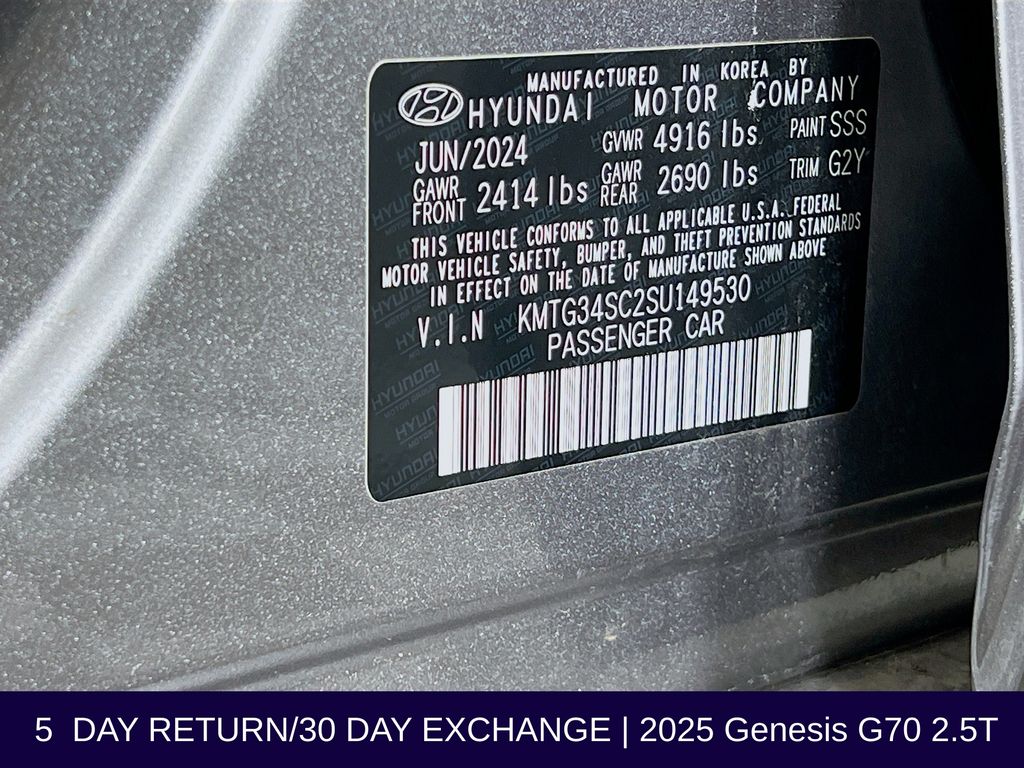 MANUFACTURED IN KOREA BY
HYUNDAI MOTOR COMPANY
JUN/2024 GVWR 4916 lbs PAINT SSS
GAWR FRONT 2414 lbs GAWR REAR 2690 lbs TRIM G2Y
THIS VEHICLE CONFORMS TO ALL APPLICABLE U.S.A. FEDERAL
MOTOR VEHICLE SAFETY, BUMPER, AND THEFT PREVENTION STANDARDS
IN EFFECT ON THE DATE OF MANUFACTURE SHOWN ABOVE
V.I.N KMTG34SC2SU149530
PASSENGER CAR
5 DAY RETURN/30 DAY EXCHANGE | 2025 Genesis G70 2.5T